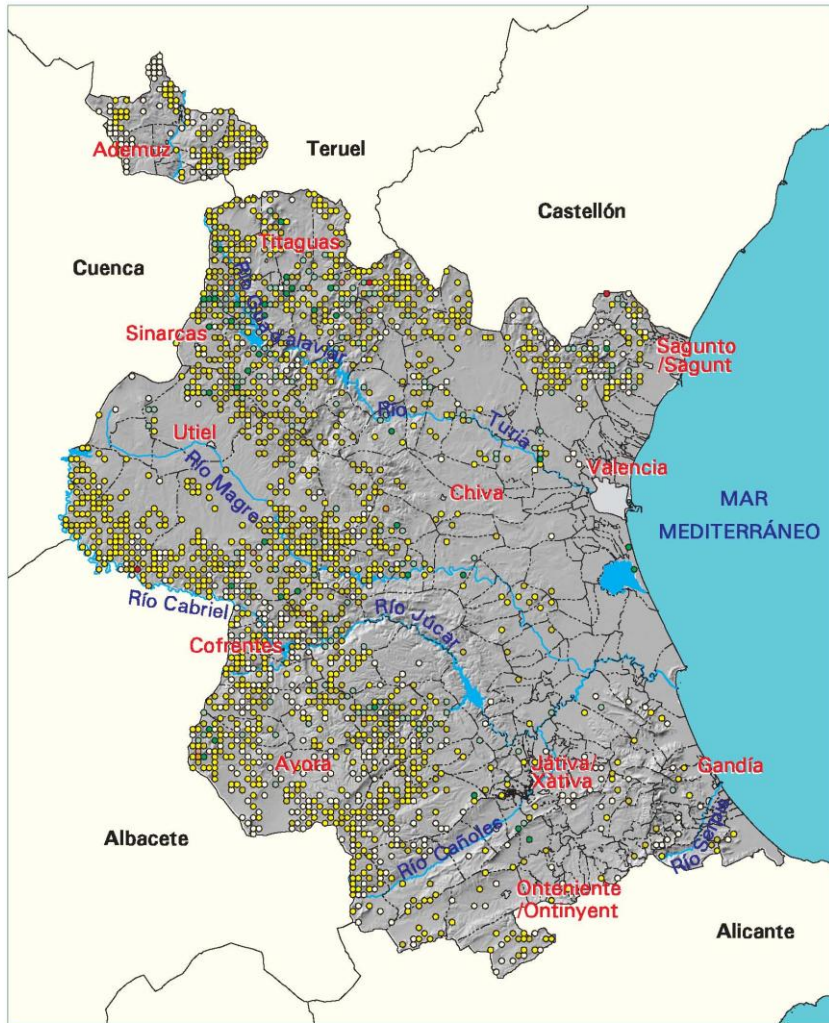 Ademuz
Teruel
Castellón
Titaguas
Cuenca
Río Guadalaviar
Sinarcas
Sagunto
/Sagunt
Río
Turia
Utiel
Valencia
Río Magre
Chiva
MAR
MEDITERRÁNEO
Río Cabriel
Río Júcar
Cofrentes
Ayora
Játiva/
Xàtiva
Gandía
Albacete
Río Cañoles
Río Serpis
Onteniente
/Ontinyent
Alicante